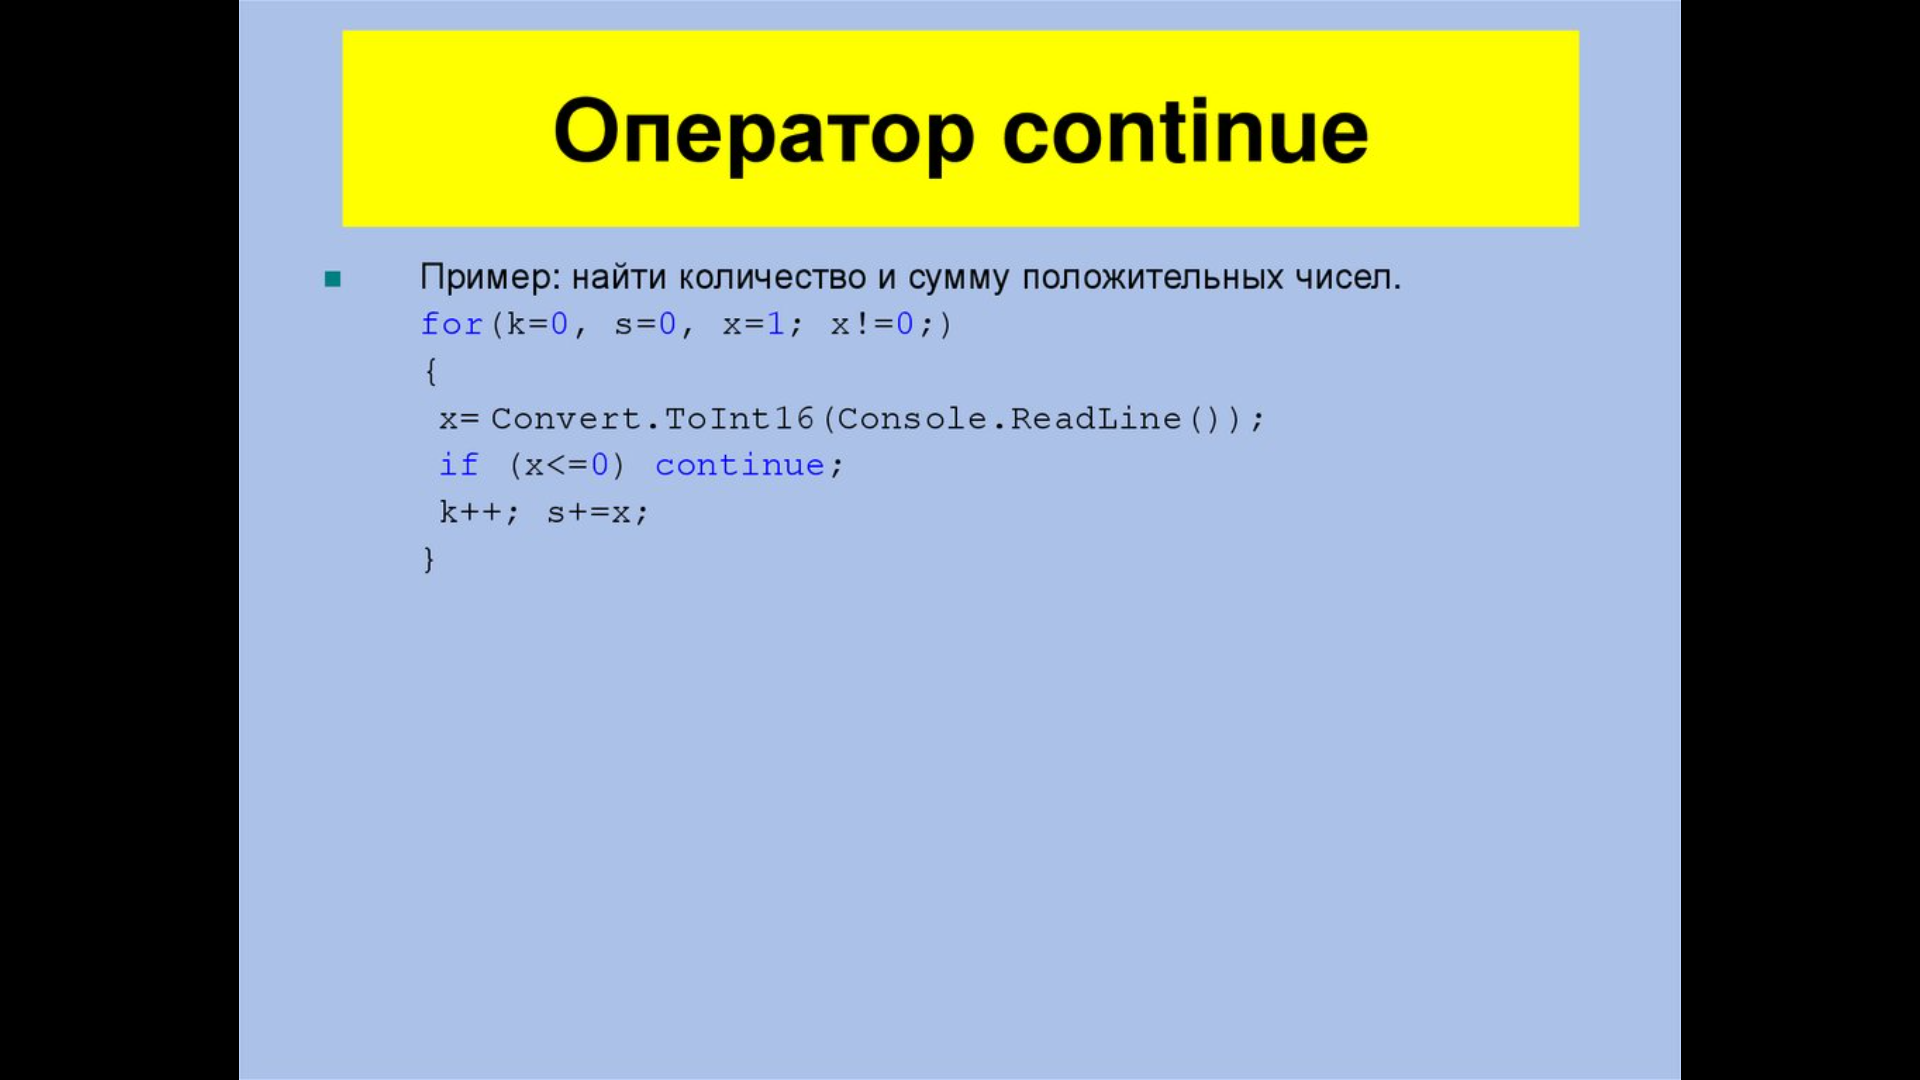 Оператор continue
Пример: найти количество и сумму положительных чисел.
for(k=0, s=0, x=1; x!=0;)
{
x= Convert.ToInt16(Console.ReadLine());
if (x<=0) continue;
k++; s+=x;
}